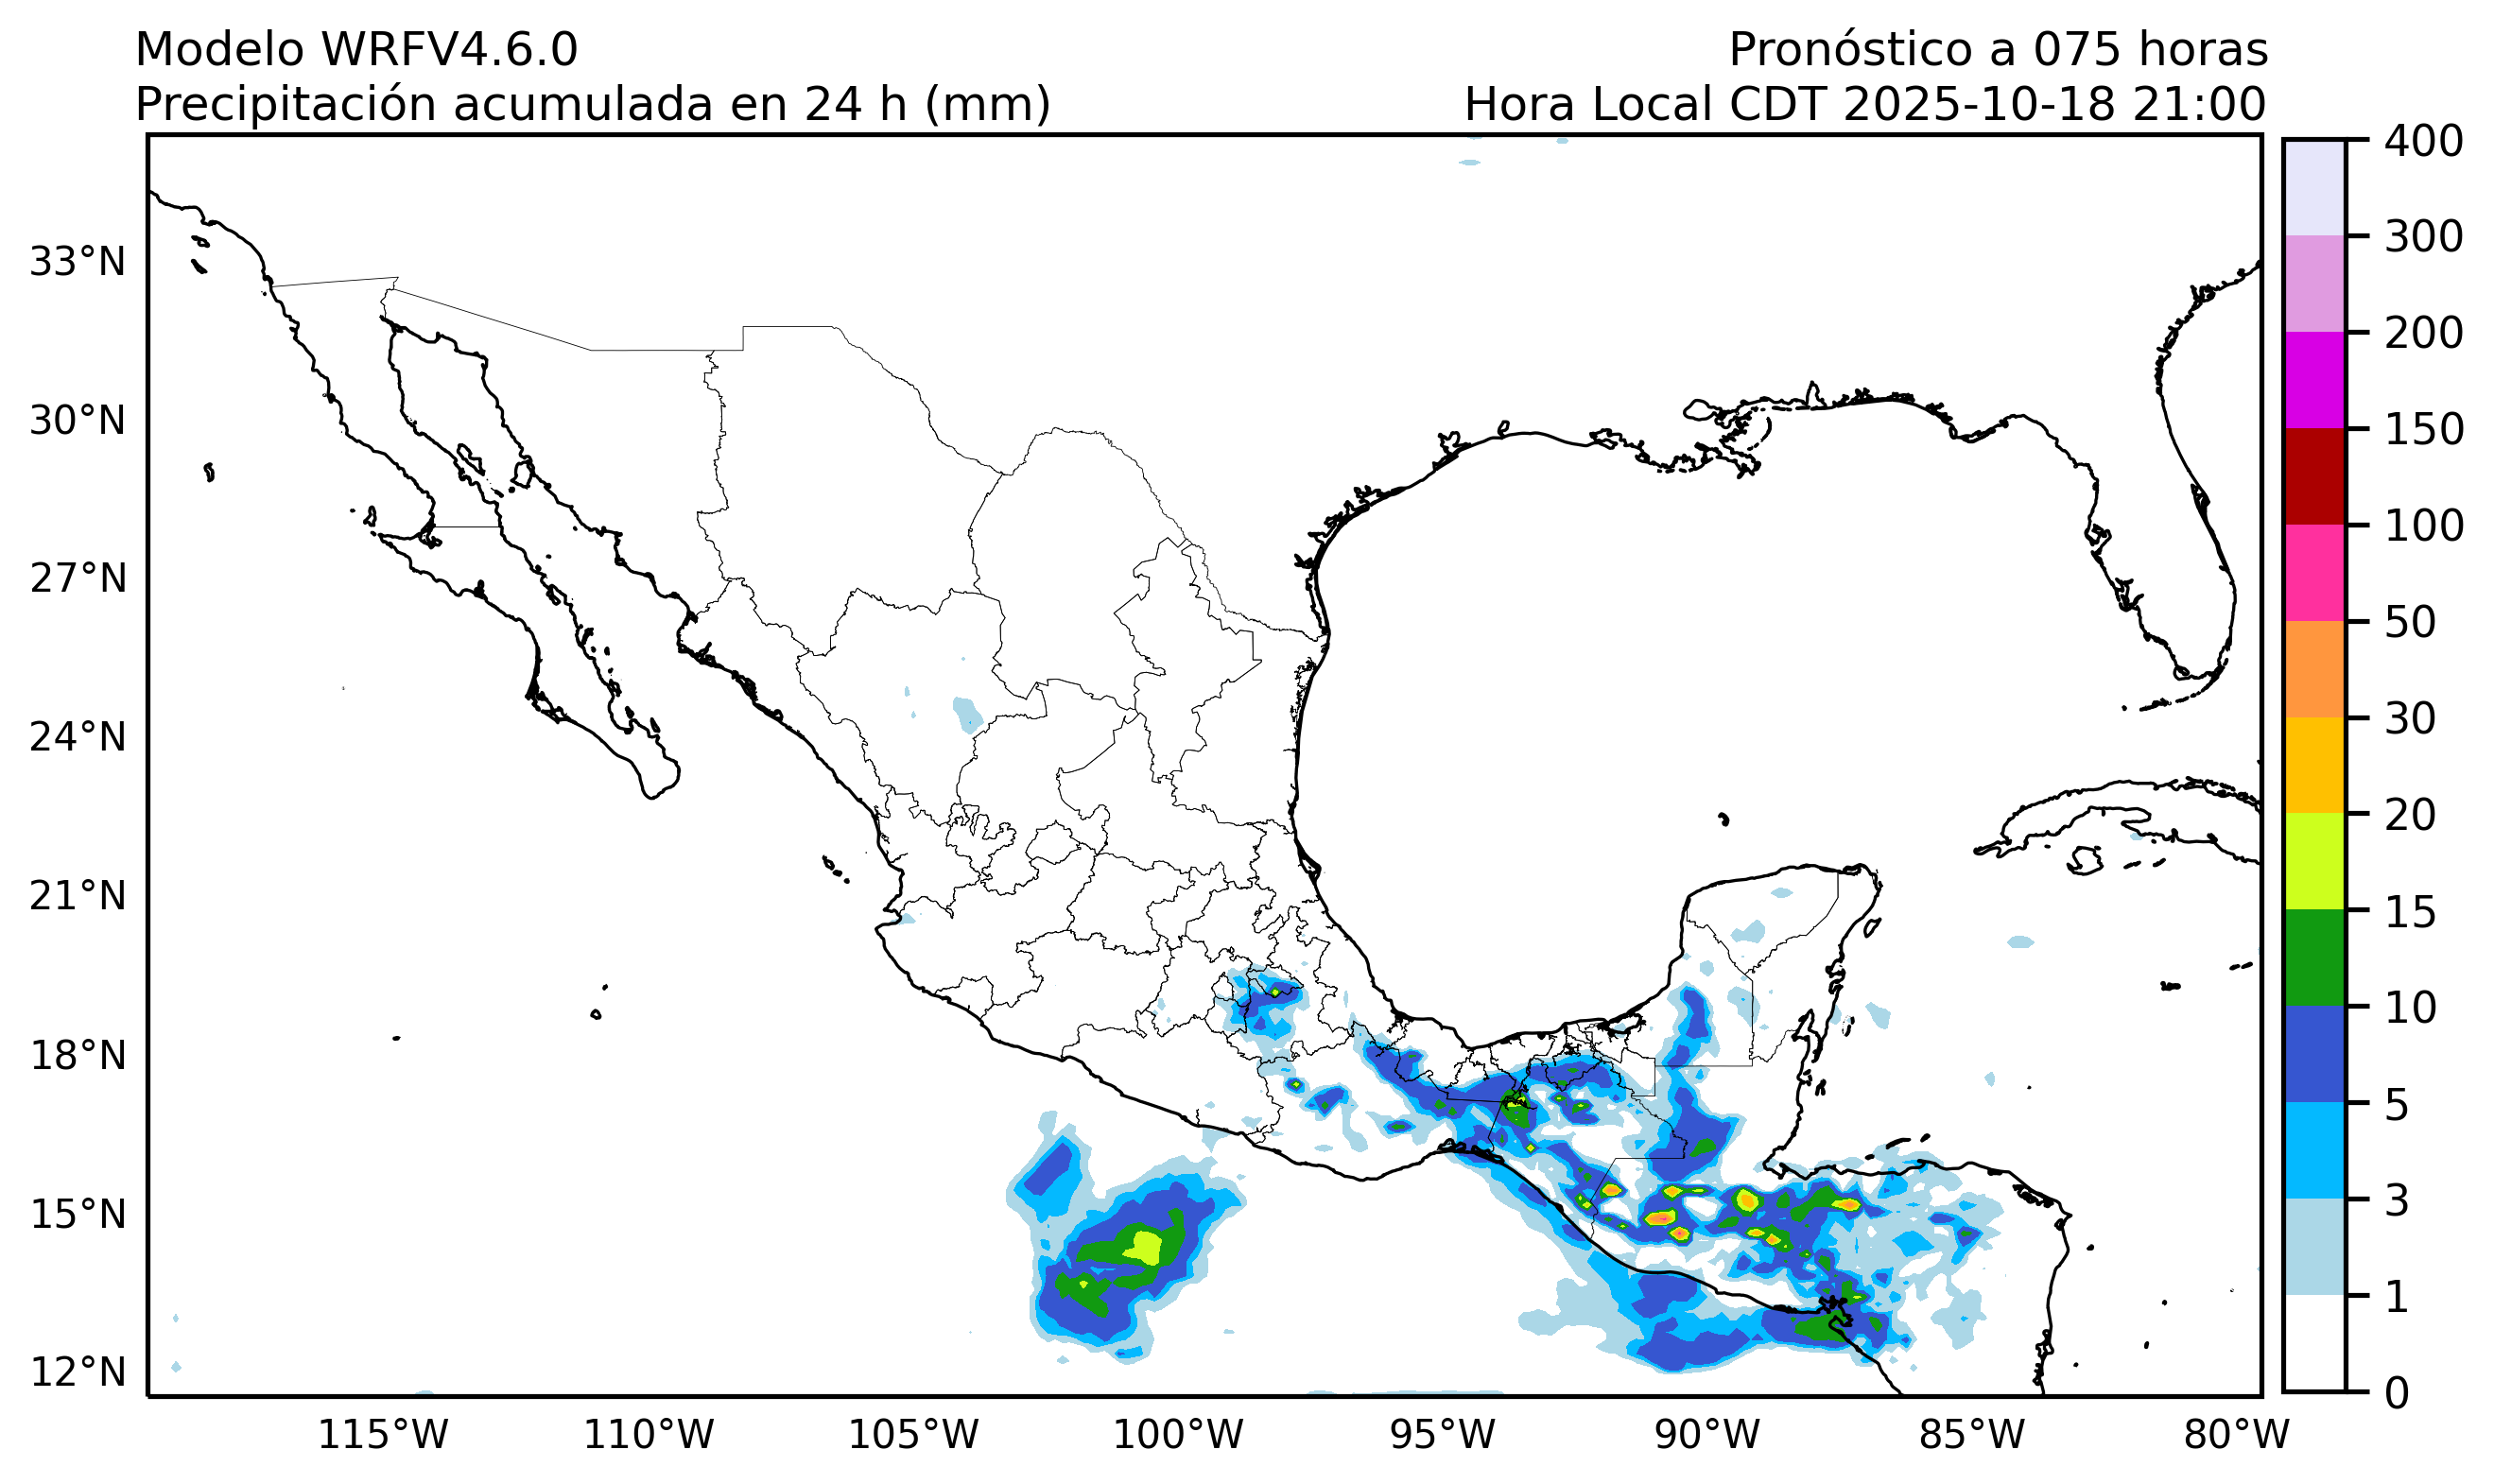 Modelo WRFV4.6.0
Pronóstico a 075 horas
Precipitación acumulada en 24 h (mm)
Hora Local CDT 2025-10-18 21:00
33°N
30°N
27°N
24°N
21°N
18°N
15°N
12°N
115°W
110°W
105°W
100°W
95°W
90°W
85°W
80°W
400
300
200
150
100
50
30
20
15
10
5
3
1
0